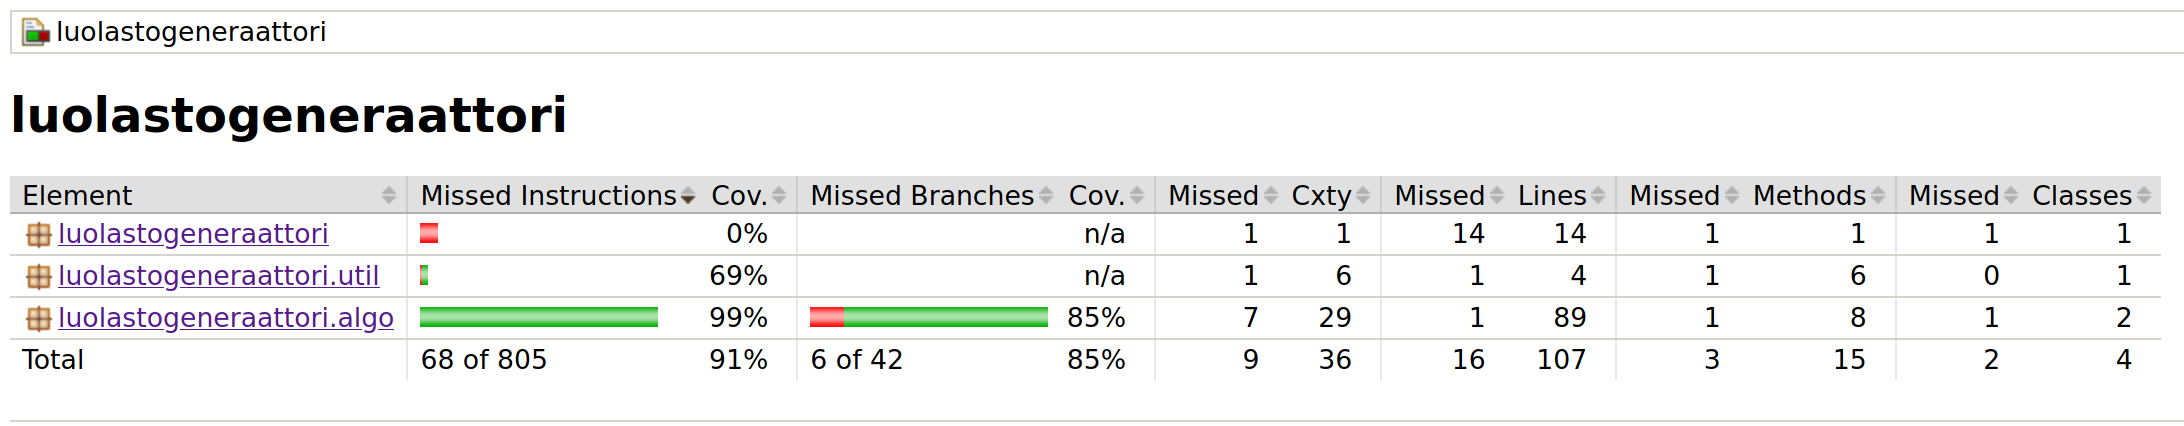 luolastogeneraattori
luolastogeneraattori
Element Missed Instructions Cov. Missed Branches Cov. Missed Cxty Missed Lines Missed Methods Missed Classes
luolastogeneraattori 0% n/a 1 1 14 14 1 1 1 1
luolastogeneraattori.util 69% n/a 1 6 1 4 1 6 0 1
luolastogeneraattori.algo 99% 85% 7 29 1 89 1 8 1 2
Total 68 of 805 91% 6 of 42 85% 9 36 16 107 3 15 2 4